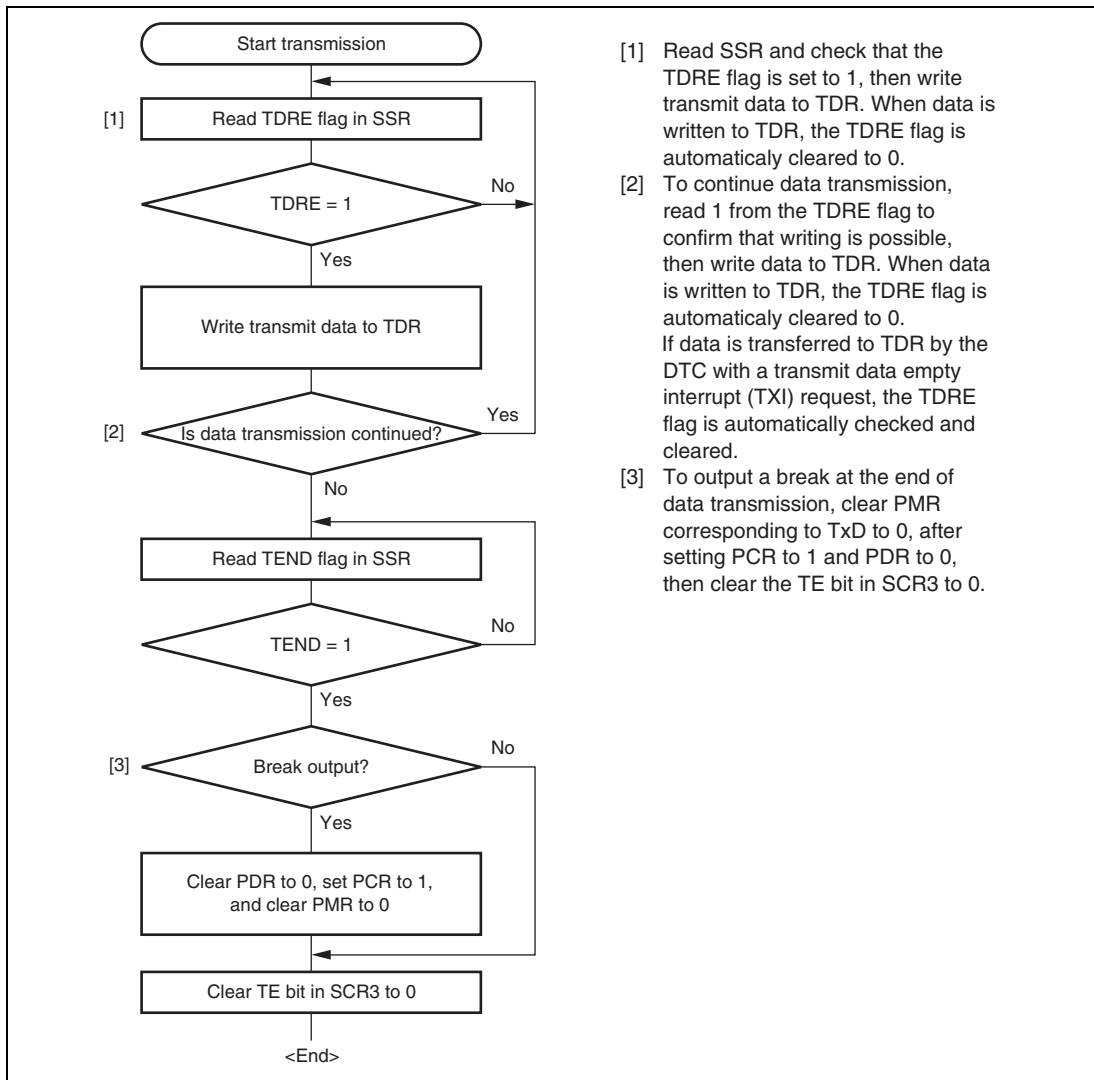 Start transmission
[1]
Read TDRE flag in SSR
TDRE = 1
No
Yes
Write transmit data to TDR
[2]
Is data transmission continued?
Yes
No
Read TEND flag in SSR
TEND = 1
No
Yes
[3]
Break output?
No
Yes
Clear PDR to 0, set PCR to 1,
and clear PMR to 0
Clear TE bit in SCR3 to 0
<End>
[1] Read SSR and check that the
TDRE flag is set to 1, then write
transmit data to TDR. When data is
written to TDR, the TDRE flag is
automaticaly cleared to 0.
[2] To continue data transmission,
read 1 from the TDRE flag to
confirm that writing is possible,
then write data to TDR. When data
is written to TDR, the TDRE flag is
automaticaly cleared to 0.
If data is transferred to TDR by the
DTC with a transmit data empty
interrupt (TXI) request, the TDRE
flag is automatically checked and
cleared.
[3] To output a break at the end of
data transmission, clear PMR
corresponding to TxD to 0, after
setting PCR to 1 and PDR to 0,
then clear the TE bit in SCR3 to 0.